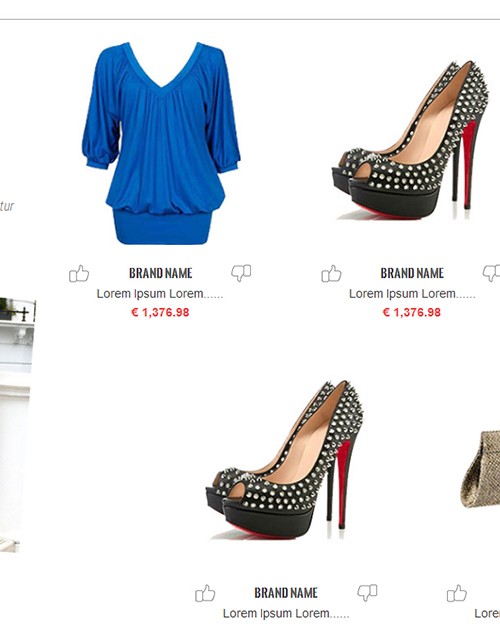 tur
BRAND NAME
Lorem Ipsum Lorem......
€ 1,376.98
BRAND NAME
Lorem Ipsum Lorem......
€ 1,376.98
BRAND NAME
Lorem Ipsum Lorem......
Lore